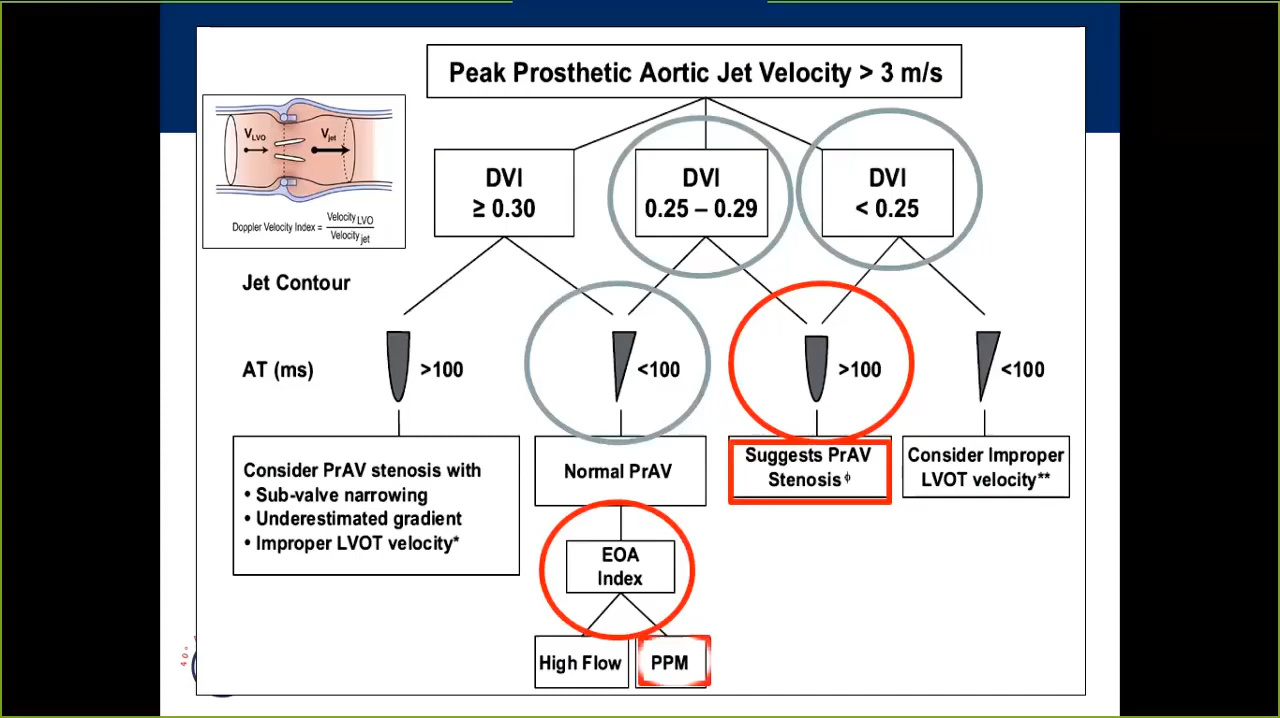 Peak Prosthetic Aortic Jet Velocity > 3 m/s
V LVO
V jet
Doppler Velocity Index = Velocity LVO
Velocity jet
DVI
≥ 0.30
DVI
0.25 – 0.29
DVI
< 0.25
Jet Contour
AT (ms)
>100
<100
>100
<100
Consider PrAV stenosis with
• Sub-valve narrowing
• Underestimated gradient
• Improper LVOT velocity*
Normal PrAV
Suggests PrAV
Stenosis ϕ
Consider Improper
LVOT velocity**
EOA
Index
High Flow
PPM
40°